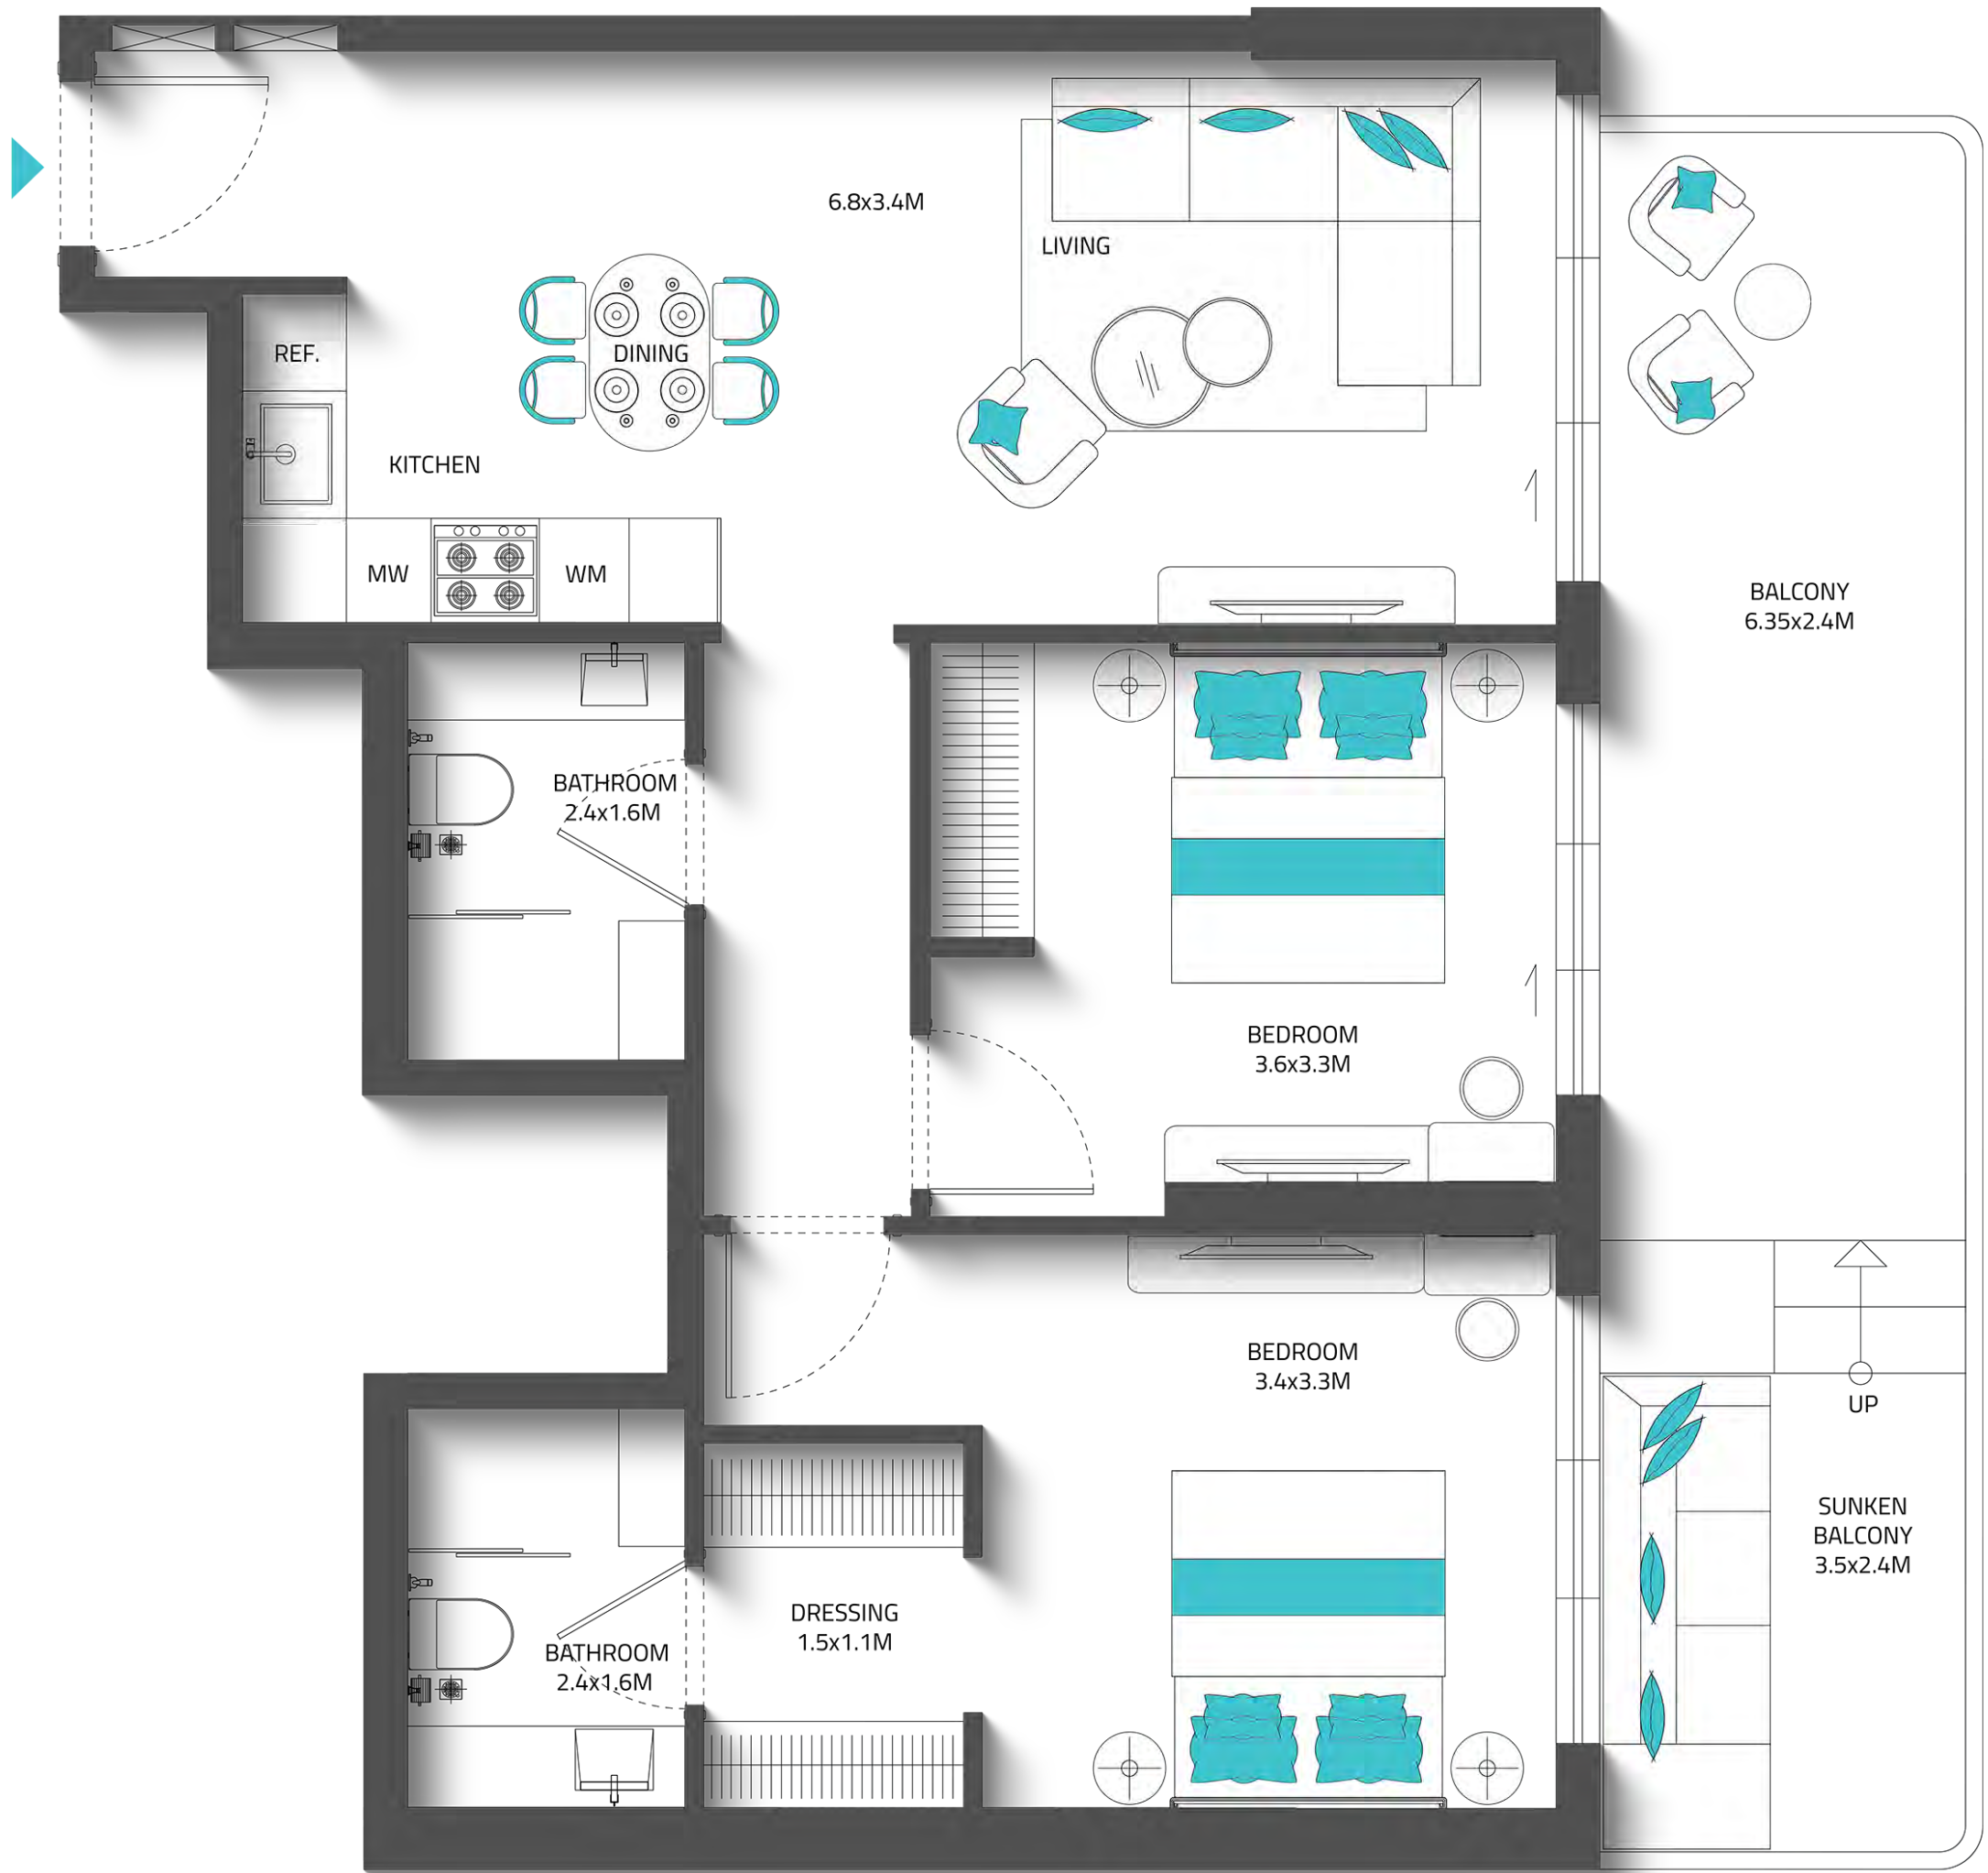 6.8x3.4M
LIVING
REF.
DINING
KITCHEN
MW
WM
BALCONY
6.35x2.4M
BATHROOM
2.4x1.6M
BEDROOM
3.6x3.3M
BEDROOM
3.4x3.3M
UP
SUNKEN
BALCONY
3.5x2.4M
DRESSING
1.5x1.1M
BATHROOM
2.4x1.6M